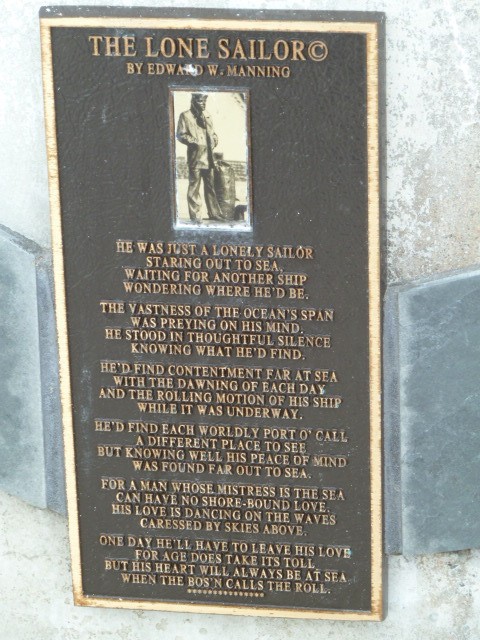 THE LONE SAILOR©
BY EDWARD W. MANNING
HE WAS JUST A LONELY SAILOR
STARING OUT TO SEA,
WAITING FOR ANOTHER SHIP
WONDERING WHERE HE'D BE.
THE VASTNESS OF THE OCEAN'S SPAN
WAS PREYING ON HIS MIND.
HE STOOD IN THOUGHTFUL SILENCE
KNOWING WHAT HE'D FIND.
HE'D FIND CONTENTMENT FAR AT SEA
WITH THE DAWNING OF EACH DAY
AND THE ROLLING MOTION OF HIS SHIP
WHILE IT WAS UNDERWAY.
HE'D FIND EACH WORLDLY PORT O' CALL
A DIFFERENT PLACE TO SEE
BUT KNOWING WELL HIS PEACE OF MIND
WAS FOUND FAR OUT TO SEA.
FOR A MAN WHOSE MISTRESS IS THE SEA
CAN HAVE NO SHORE-BOUND LOVE.
HIS LOVE IS DANCING ON THE WAVES
CARESSED BY SKIES ABOVE.
ONE DAY HE'LL HAVE TO LEAVE HIS LOVE
FOR AGE DOES TAKE ITS TOLL
BUT HIS HEART WILL ALWAYS BE AT SEA
WHEN THE BOS'N CALLS THE ROLL.